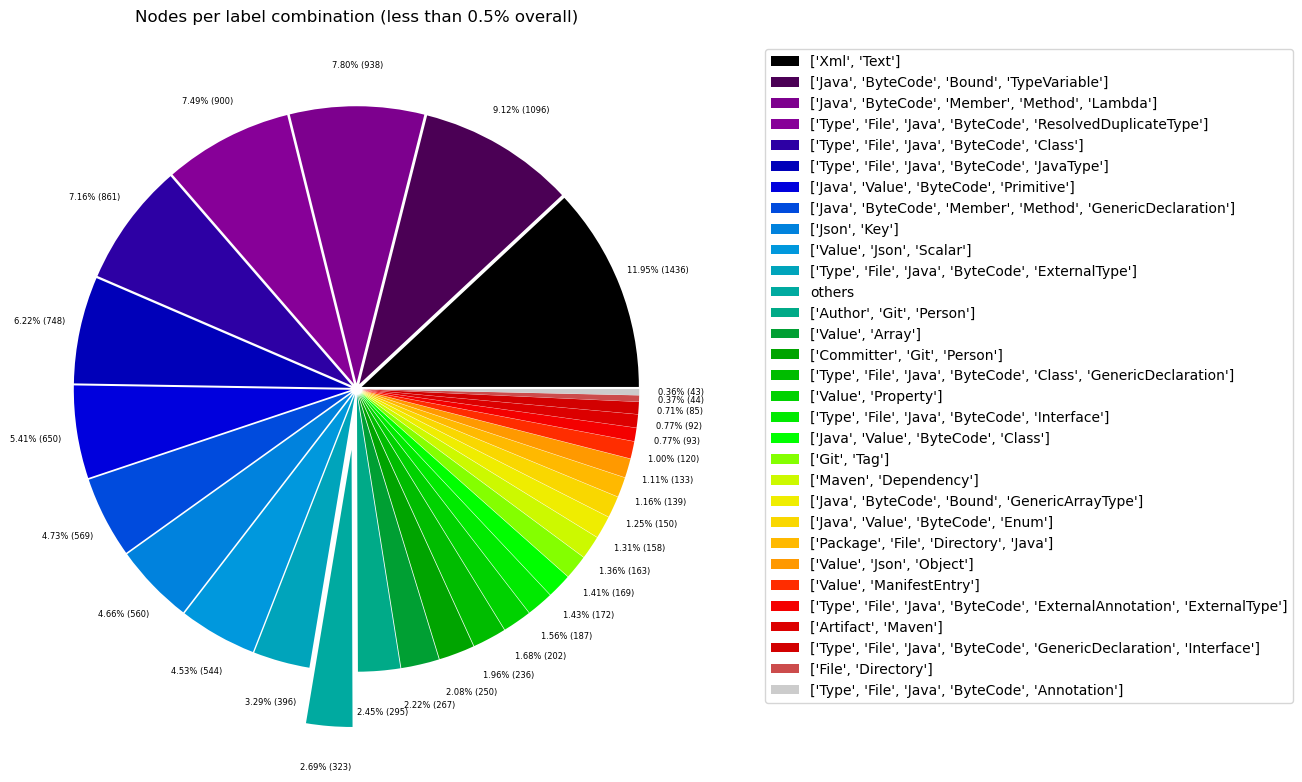 Nodes per label combination (less than 0.5% overall)
11.95% (1436)
9.12% (1096)
7.80% (938)
7.49% (900)
7.16% (861)
6.22% (748)
5.41% (650)
4.73% (569)
4.66% (560)
4.53% (544)
3.29% (396)
2.69% (323)
2.45% (295)
2.22% (267)
2.08% (250)
1.96% (236)
1.68% (202)
1.56% (187)
1.43% (172)
1.41% (169)
1.36% (163)
1.31% (158)
1.25% (150)
1.16% (139)
1.11% (133)
1.00% (120)
0.77% (93)
0.77% (92)
0.71% (85)
0.37% (44)
0.36% (43)
['Xml', 'Text']
['Java', 'ByteCode', 'Bound', 'TypeVariable']
['Java', 'ByteCode', 'Member', 'Method', 'Lambda']
['Type', 'File', 'Java', 'ByteCode', 'ResolvedDuplicateType']
['Type', 'File', 'Java', 'ByteCode', 'Class']
['Type', 'File', 'Java', 'ByteCode', 'JavaType']
['Java', 'Value', 'ByteCode', 'Primitive']
['Java', 'ByteCode', 'Member', 'Method', 'GenericDeclaration']
['Json', 'Key']
['Value', 'Json', 'Scalar']
['Type', 'File', 'Java', 'ByteCode', 'ExternalType']
others
['Author', 'Git', 'Person']
['Value', 'Array']
['Committer', 'Git', 'Person']
['Type', 'File', 'Java', 'ByteCode', 'Class', 'GenericDeclaration']
['Value', 'Property']
['Type', 'File', 'Java', 'ByteCode', 'Interface']
['Java', 'Value', 'ByteCode', 'Class']
['Git', 'Tag']
['Maven', 'Dependency']
['Java', 'ByteCode', 'Bound', 'GenericArrayType']
['Java', 'Value', 'ByteCode', 'Enum']
['Package', 'File', 'Directory', 'Java']
['Value', 'Json', 'Object']
['Value', 'ManifestEntry']
['Type', 'File', 'Java', 'ByteCode', 'ExternalAnnotation', 'ExternalType']
['Artifact', 'Maven']
['Type', 'File', 'Java', 'ByteCode', 'GenericDeclaration', 'Interface']
['File', 'Directory']
['Type', 'File', 'Java', 'ByteCode', 'Annotation']